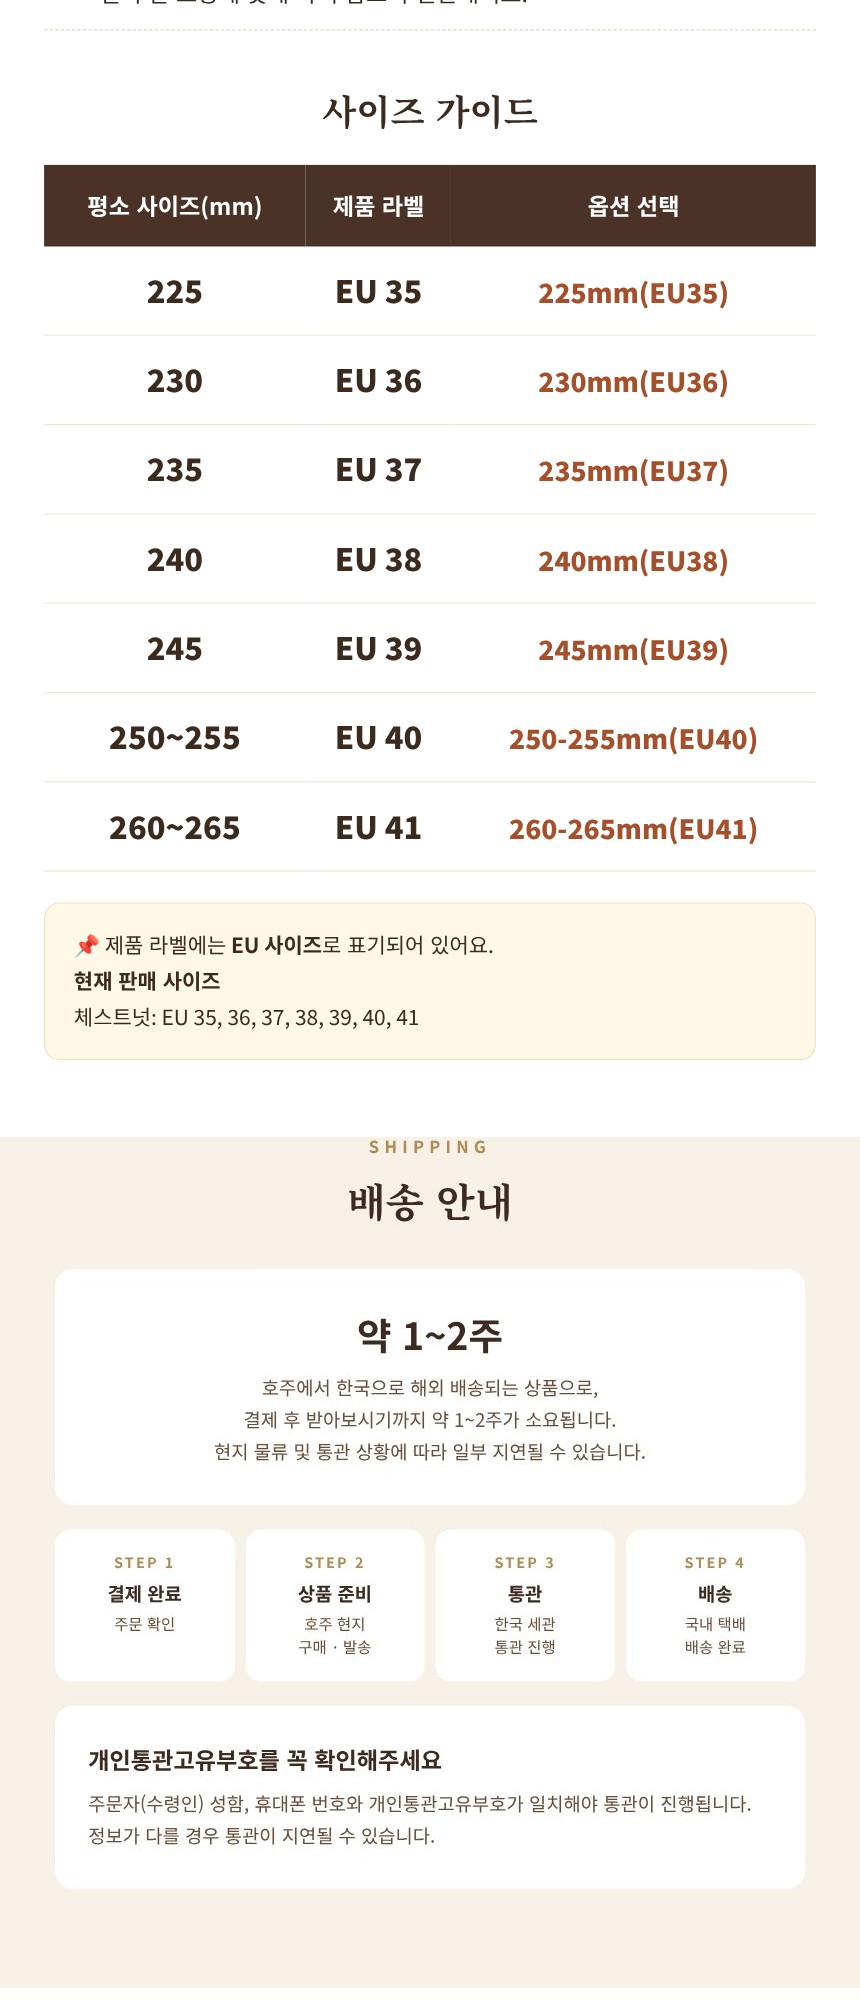 사이즈 가이드
평소 사이즈(mm) 제품 라벨 옵션 선택
225 EU 35 225mm(EU35)
230 EU 36 230mm(EU36)
235 EU 37 235mm(EU37)
240 EU 38 240mm(EU38)
245 EU 39 245mm(EU39)
250~255 EU 40 250-255mm(EU40)
260~265 EU 41 260-265mm(EU41)
📌 제품 라벨에는 EU 사이즈로 표기되어 있어요.
현재 판매 사이즈
체스트넛: EU 35, 36, 37, 38, 39, 40, 41
SHIPPING
배송 안내
약 1~2주
호주에서 한국으로 해외 배송되는 상품으로,
결제 후 받아보시기까지 약 1~2주가 소요됩니다.
현지 물류 및 통관 상황에 따라 일부 지연될 수 있습니다.
STEP 1
결제 완료
주문 확인
STEP 2
상품 준비
호주 현지
구매 · 발송
STEP 3
통관
한국 세관
통관 진행
STEP 4
배송
국내 택배
배송 완료
개인통관고유부호를 꼭 확인해주세요
주문자(수령인) 성함, 휴대폰 번호와 개인통관고유부호가 일치해야 통관이 진행됩니다.
정보가 다를 경우 통관이 지연될 수 있습니다.